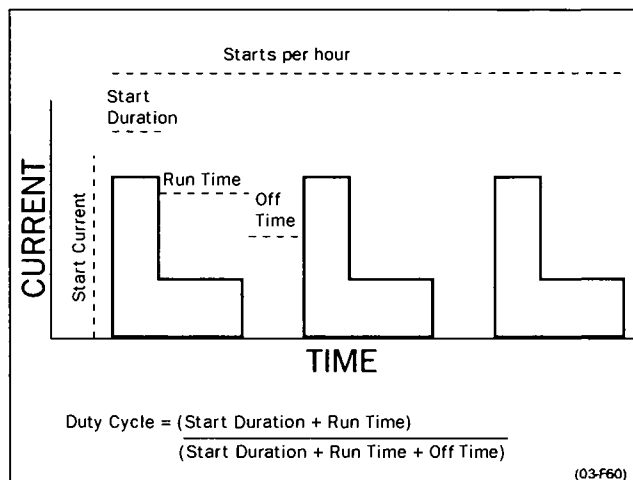 Starts per hour
Start
Duration
Run Time
Off
Time
Start Current
CURRENT
TIME
Duty Cycle = (Start Duration + Run Time)
(Start Duration + Run Time + Off Time)
(03-F60)